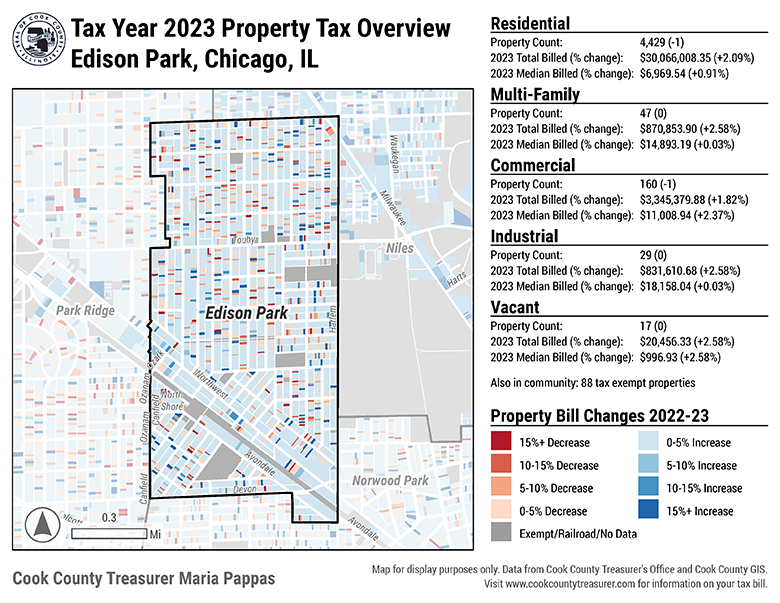 Tax Year 2023 Property Tax Overview
Edison Park, Chicago, IL
Residential
Property Count: 4,429 (-1)
2023 Total Billed (% change): $30,066,008.35 (+2.09%)
2023 Median Billed (% change): $6,969.54 (+0.91%)
Multi-Family
Property Count: 47 (0)
2023 Total Billed (% change): $870,853.90 (+2.58%)
2023 Median Billed (% change): $14,893.19 (+0.03%)
Commercial
Property Count: 160 (-1)
2023 Total Billed (% change): $3,345,379.88 (+1.82%)
2023 Median Billed (% change): $11,008.94 (+2.37%)
Industrial
Property Count: 29 (0)
2023 Total Billed (% change): $831,610.68 (+2.58%)
2023 Median Billed (% change): $18,158.04 (+0.03%)
Vacant
Property Count: 17 (0)
2023 Total Billed (% change): $20,456.33 (+2.58%)
2023 Median Billed (% change): $996.93 (+2.58%)
Also in community: 88 tax exempt properties
Property Bill Changes 2022-23
15%+ Decrease
10-15% Decrease
5-10% Decrease
0-5% Decrease
Exempt/Railroad/No Data
0-5% Increase
5-10% Increase
10-15% Increase
15%+ Increase
Waukegan
Milwaukee
Touhy
Niles
Harts
Park Ridge
Edison Park
Harlem
Park
Ozanam
Northwest
Canfield
North
Shore
Ozanam
Avondale
Norwood Park
Canfield
Devon
Avondale
0.3
Mi
Cook County Treasurer Maria Pappas
Map for display purposes only. Data from Cook County Treasurer's Office and Cook County GIS.
Visit www.cookcountytreasurer.com for information on your tax bill.